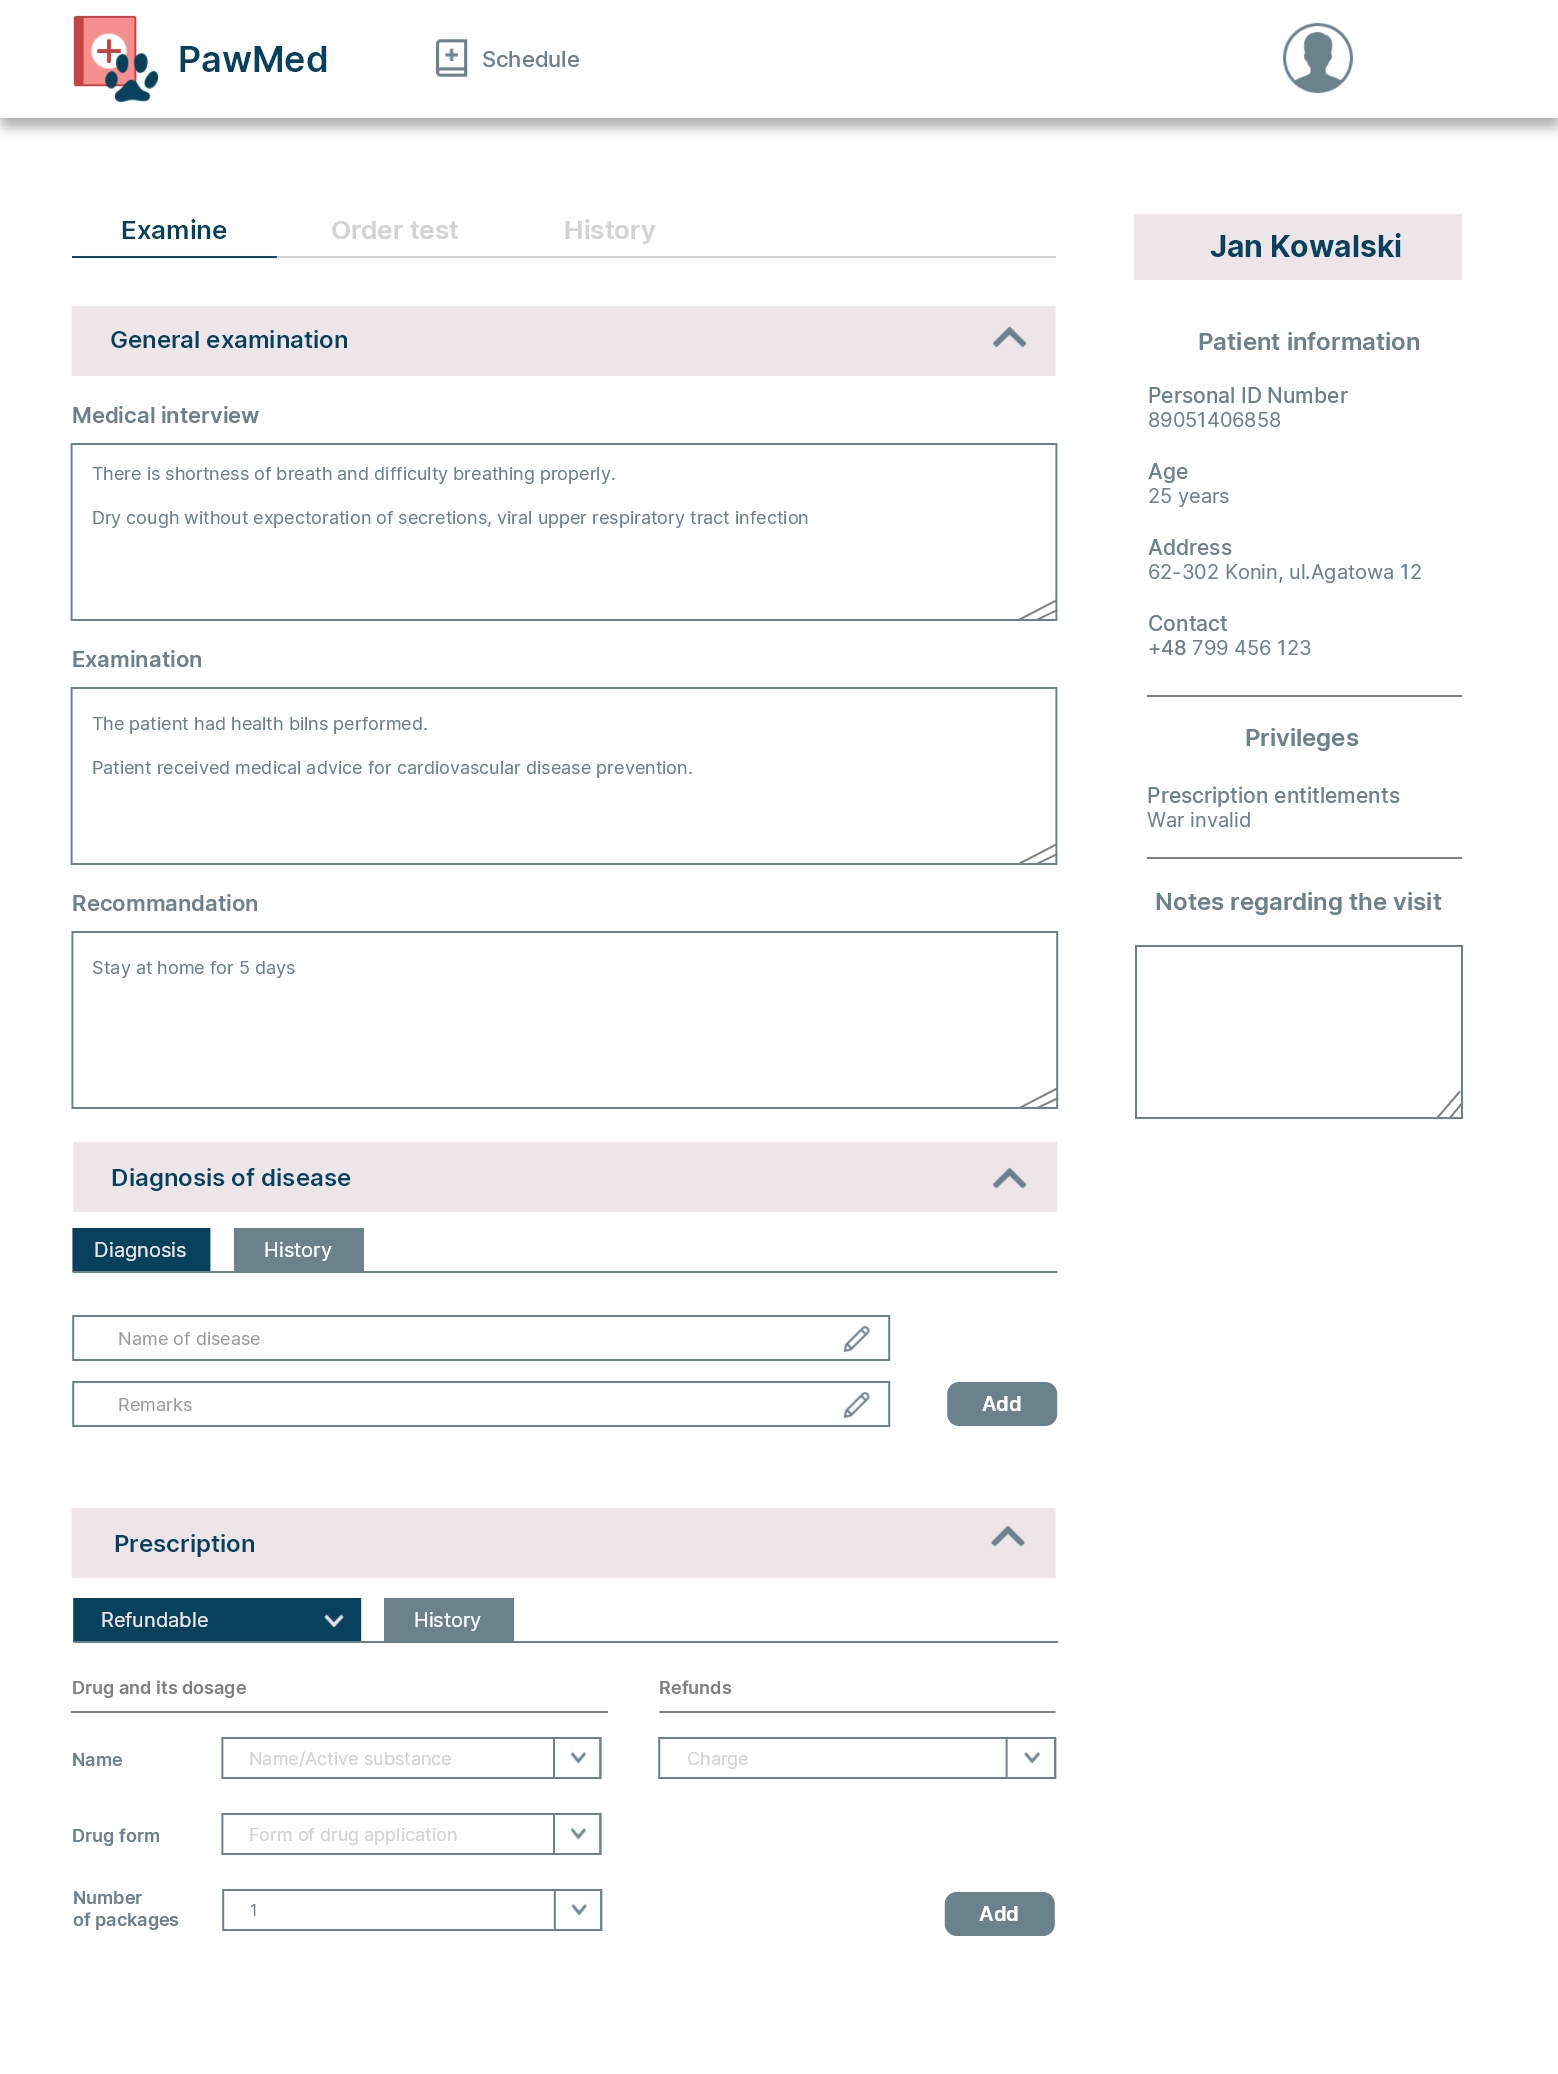 PawMed
Schedule
Examine
Order test
History
General examination
Medical interview
There is shortness of breath and difficulty breathing properly.
Dry cough without expectoration of secretions, viral upper respiratory tract infection
Examination
The patient had health bilns performed.
Patient received medical advice for cardiovascular disease prevention.
Recommandation
Stay at home for 5 days
Diagnosis of disease
Diagnosis
History
Name of disease
Remarks
Add
Prescription
Refundable
History
Drug and its dosage
Refunds
Name
Name/Active substance
Charge
Drug form
Form of drug application
Number
of packages
1
Add
Jan Kowalski
Patient information
Personal ID Number
89051406858
Age
25 years
Address
62-302 Konin, ul.Agatowa 12
Contact
+48 799 456 123
Privileges
Prescription entitlements
War invalid
Notes regarding the visit